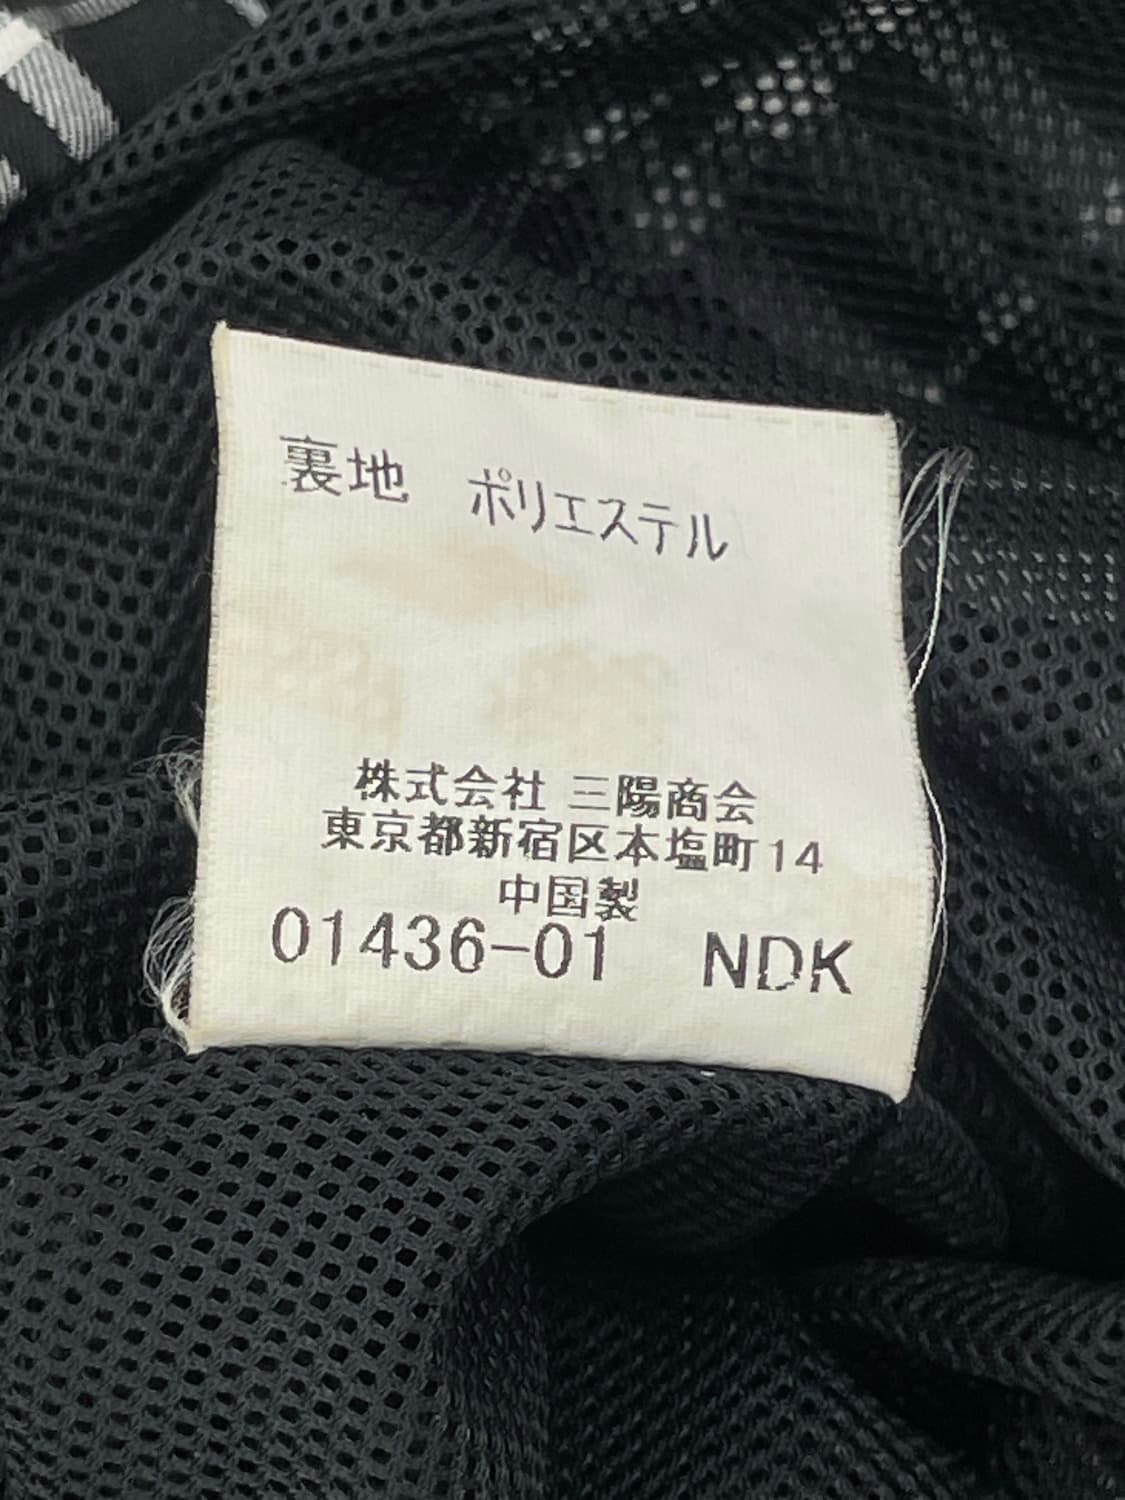 裏地 ポリエステル
株式会社 三陽商会
東京都新宿区本塩町14
中国製
01436-01 NDK